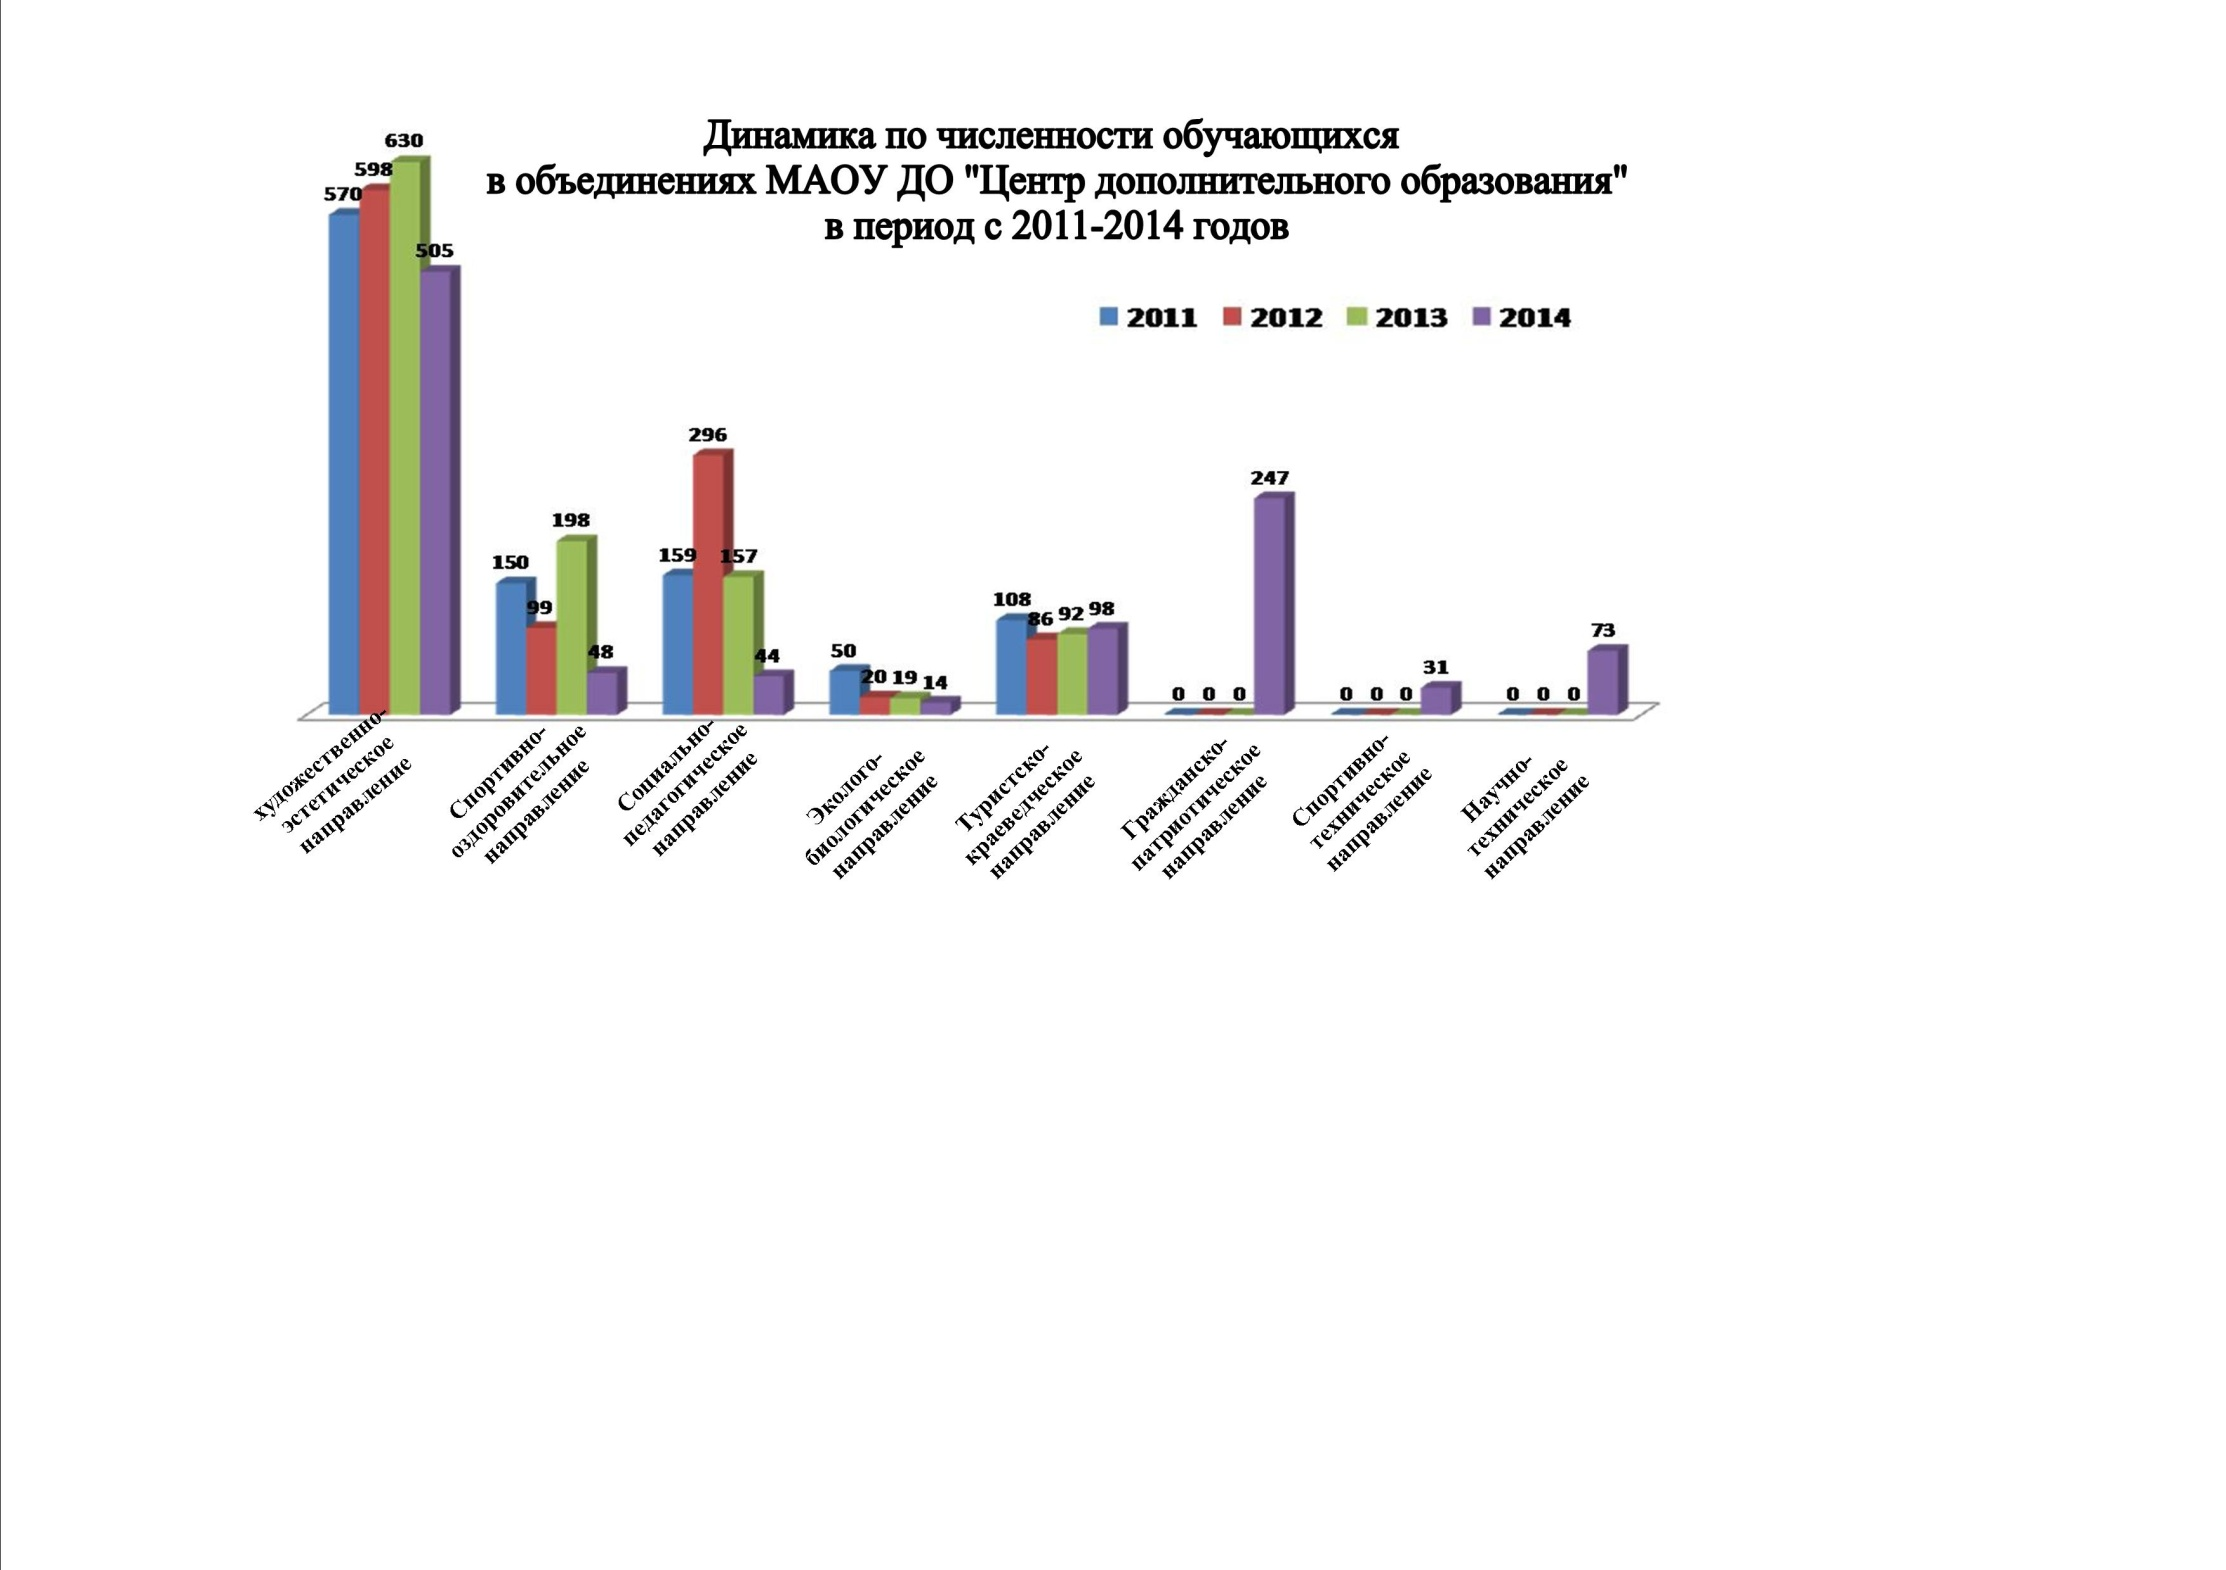 Динамика по численности обучающихся
в объединениях МАОУ ДО "Центр дополнительного образования"
в период с 2011-2014 годов
2011 2012 2013 2014
570 598 630 505
150 99 198 48
159 296 157 44
50 20 19 14
108 86 92 98
0 0 0 247
0 0 0 31
0 0 0 73
художественно-
эстетическое
направление
Спортивно-
оздоровительное
направление
Социально-
педагогическое
направление
Эколого-
биологическое
направление
Туристско-
краеведческое
направление
Гражданско-
патриотическое
направление
Спортивно-
техническое
направление
Научно-
техническое
направление